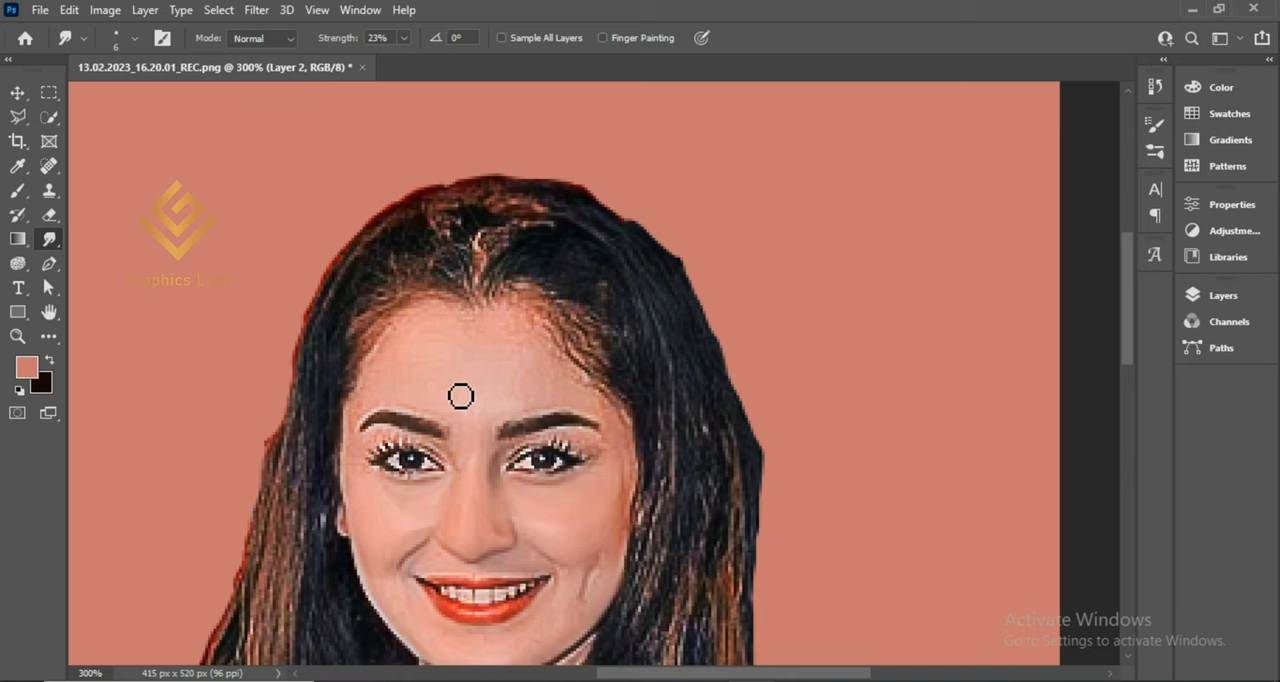 Ps File Edit Image Layer Type Select Filter 3D View Window Help
6 Mode: Normal Strength: 23% 0° Sample All Layers Finger Painting
13.02.2023_16.20.01_REC.png @ 300% (Layer 2, RGB/8) *
Color
Swatches
Gradients
Patterns
Properties
Adjustme...
Libraries
Layers
Channels
Paths
Activate Windows
Go to Settings to activate Windows.
300% 415 px x 520 px (96 ppi)